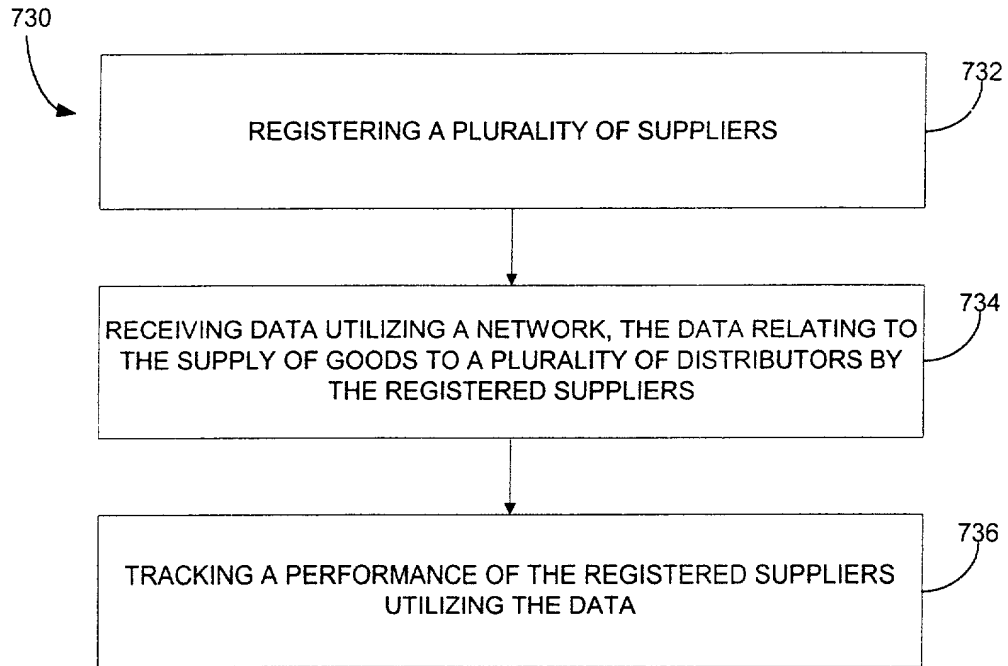 730
732
REGISTERING A PLURALITY OF SUPPLIERS
734
RECEIVING DATA UTILIZING A NETWORK, THE DATA RELATING TO
THE SUPPLY OF GOODS TO A PLURALITY OF DISTRIBUTORS BY
THE REGISTERED SUPPLIERS
736
TRACKING A PERFORMANCE OF THE REGISTERED SUPPLIERS
UTILIZING THE DATA